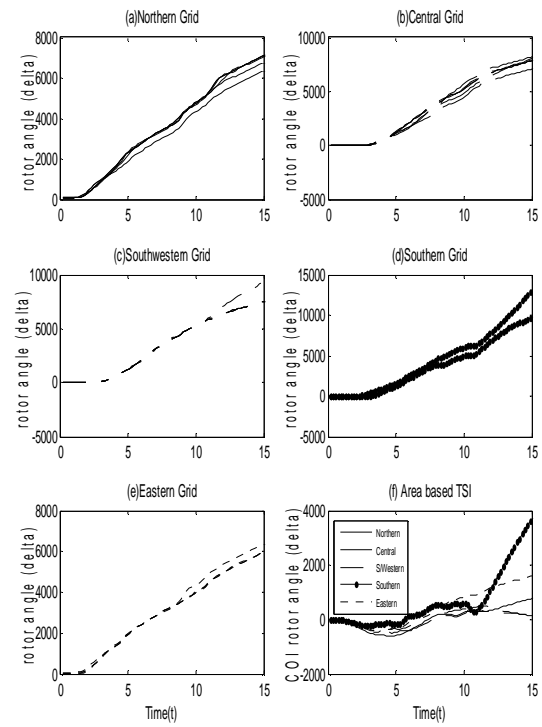 (a)Northern Grid
8000
6000
4000
2000
0
rotor angle (delta)
0 5 10 15
(b)Central Grid
10000
5000
0
-5000
rotor angle (delta)
0 5 10 15
(c)Southwestern Grid
10000
5000
0
-5000
rotor angle (delta)
0 5 10 15
(d)Southern Grid
15000
10000
5000
0
-5000
rotor angle (delta)
0 5 10 15
(e)Eastern Grid
8000
6000
4000
2000
0
rotor angle (delta)
0 5 10 15
Time(t)
(f) Area based TSI
4000
2000
0
-2000
COI rotor angle (delta)
Northern
Central
S/Western
Southern
Eastern
0 5 10 15
Time(t)